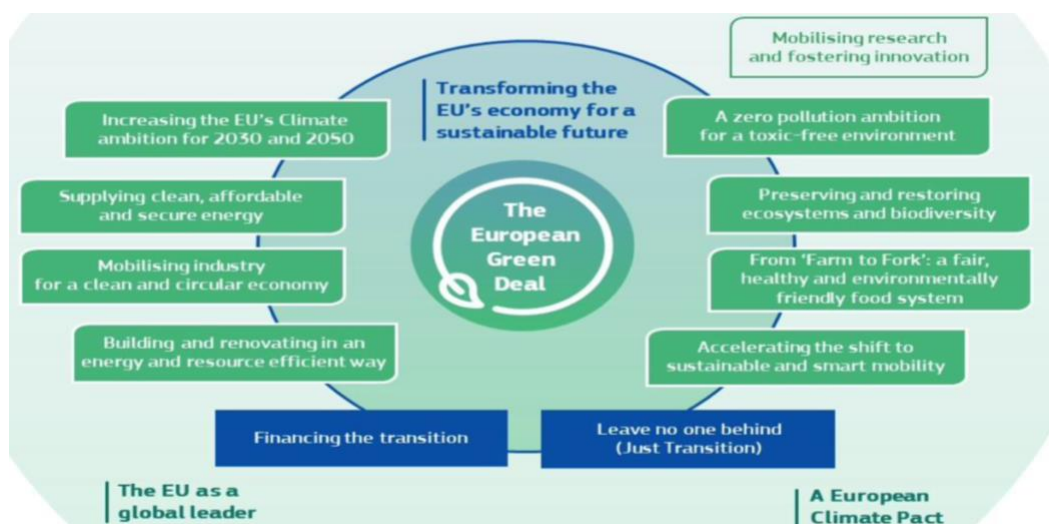 Mobilising research
and fostering innovation
Transforming the
EU's economy for a
sustainable future
Increasing the EU's Climate
ambition for 2030 and 2050
A zero pollution ambition
for a toxic-free environment
Supplying clean, affordable
and secure energy
Preserving and restoring
ecosystems and biodiversity
The
European
Green
Deal
Mobilising industry
for a clean and circular economy
From 'Farm to Fork': a fair,
healthy and environmentally
friendly food system
Building and renovating in an
energy and resource efficient way
Accelerating the shift to
sustainable and smart mobility
Financing the transition
Leave no one behind
(Just Transition)
The EU as a
global leader
A European
Climate Pact